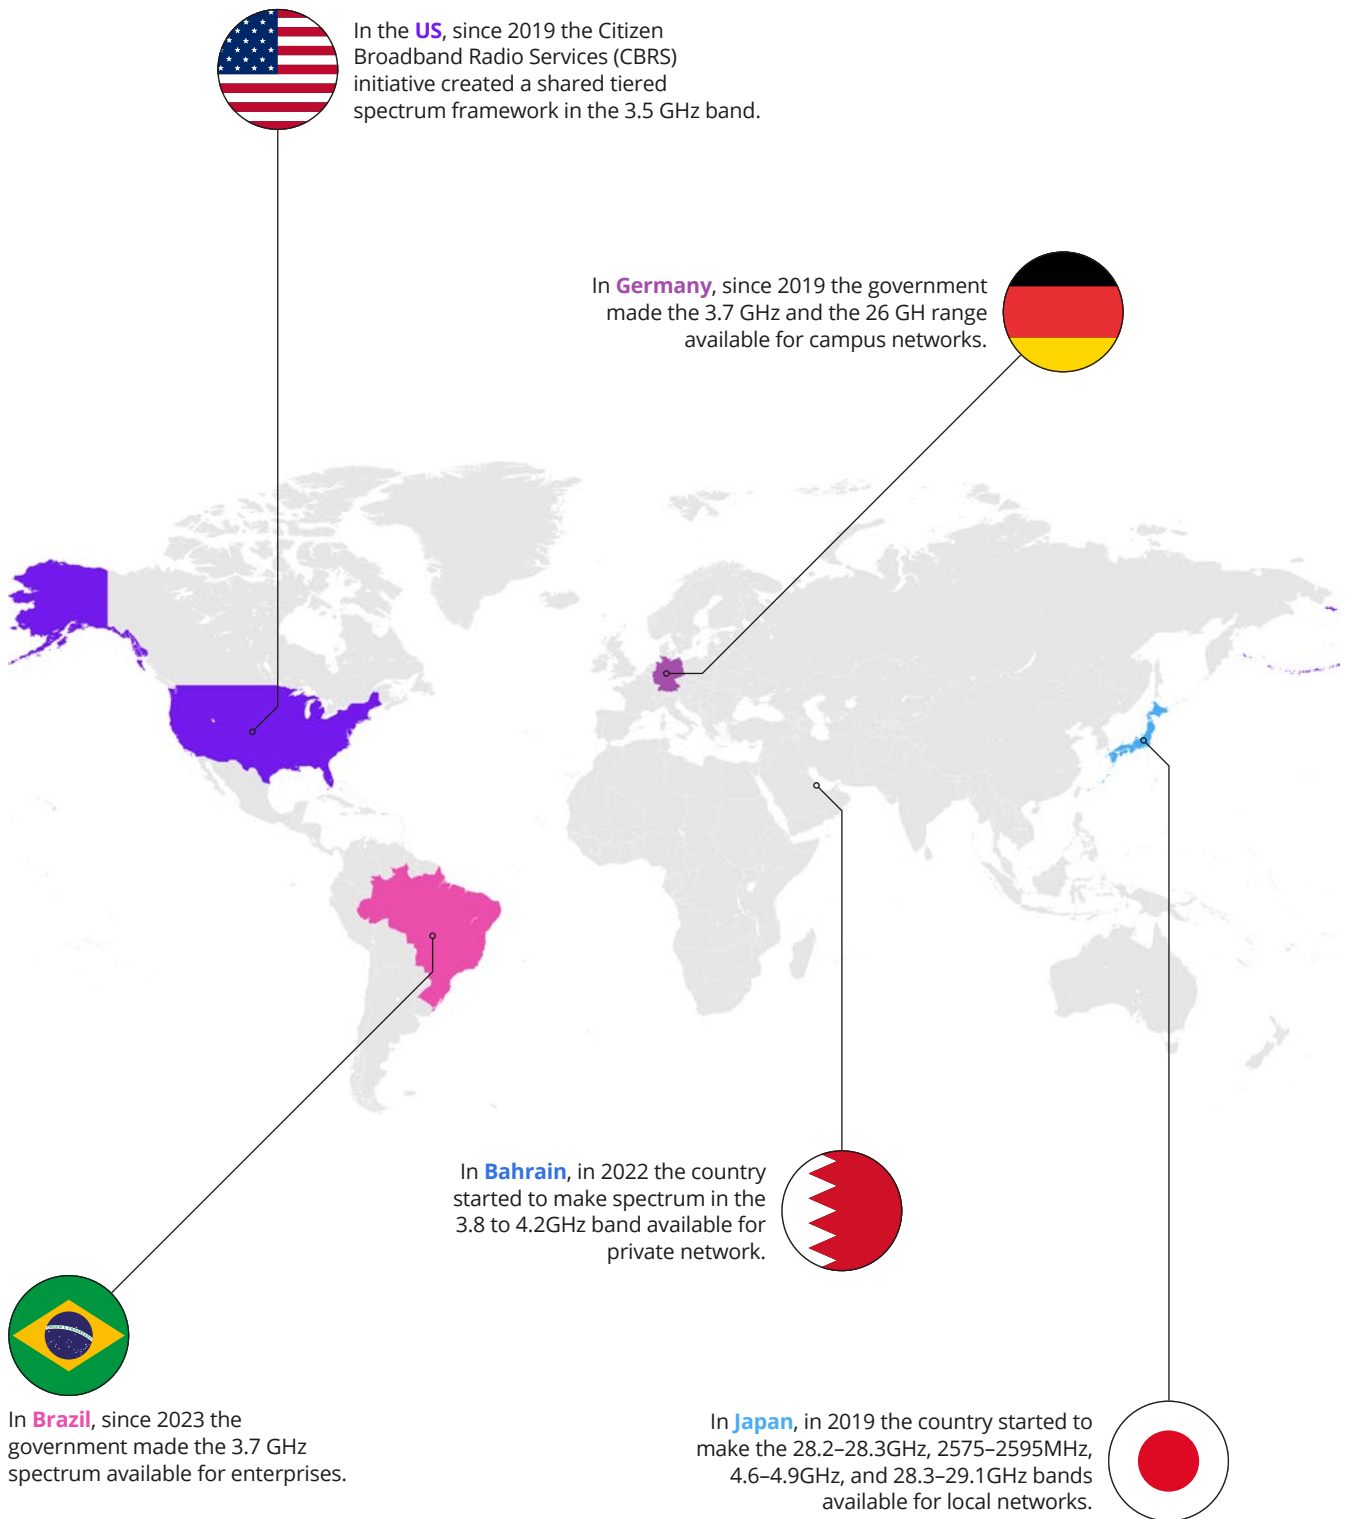 In the US, since 2019 the Citizen
Broadband Radio Services (CBRS)
initiative created a shared tiered
spectrum framework in the 3.5 GHz band.
In Germany, since 2019 the government
made the 3.7 GHz and the 26 GH range
available for campus networks.
In Bahrain, in 2022 the country
started to make spectrum in the
3.8 to 4.2GHz band available for
private network.
In Brazil, since 2023 the
government made the 3.7 GHz
spectrum available for enterprises.
In Japan, in 2019 the country started to
make the 28.2–28.3GHz, 2575–2595MHz,
4.6–4.9GHz, and 28.3–29.1GHz bands
available for local networks.